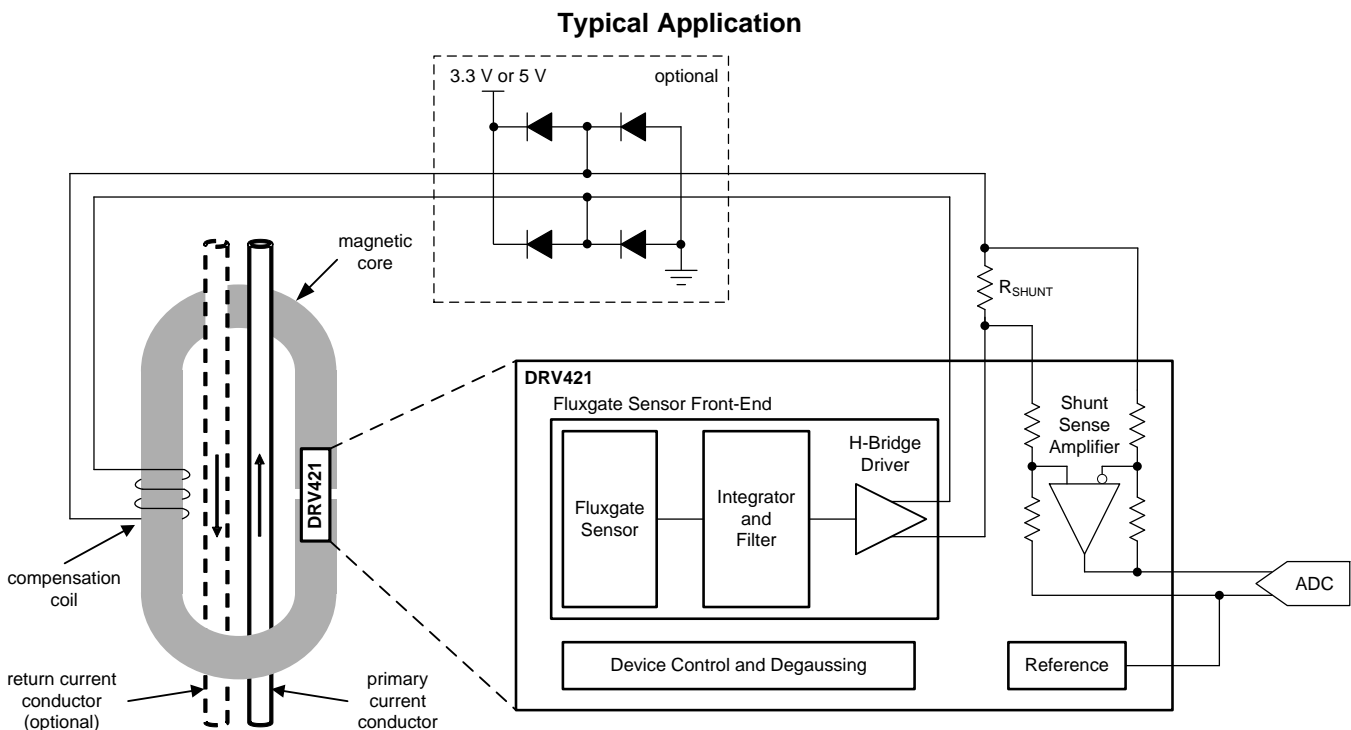 Typical Application
3.3 V or 5 V
optional
magnetic
core
RSHUNT
DRV421
Fluxgate Sensor Front-End
Fluxgate
Sensor
Integrator
and
Filter
H-Bridge
Driver
Shunt
Sense
Amplifier
DRV421
compensation
coil
ADC
Device Control and Degaussing
Reference
return current
conductor
(optional)
primary
current
conductor